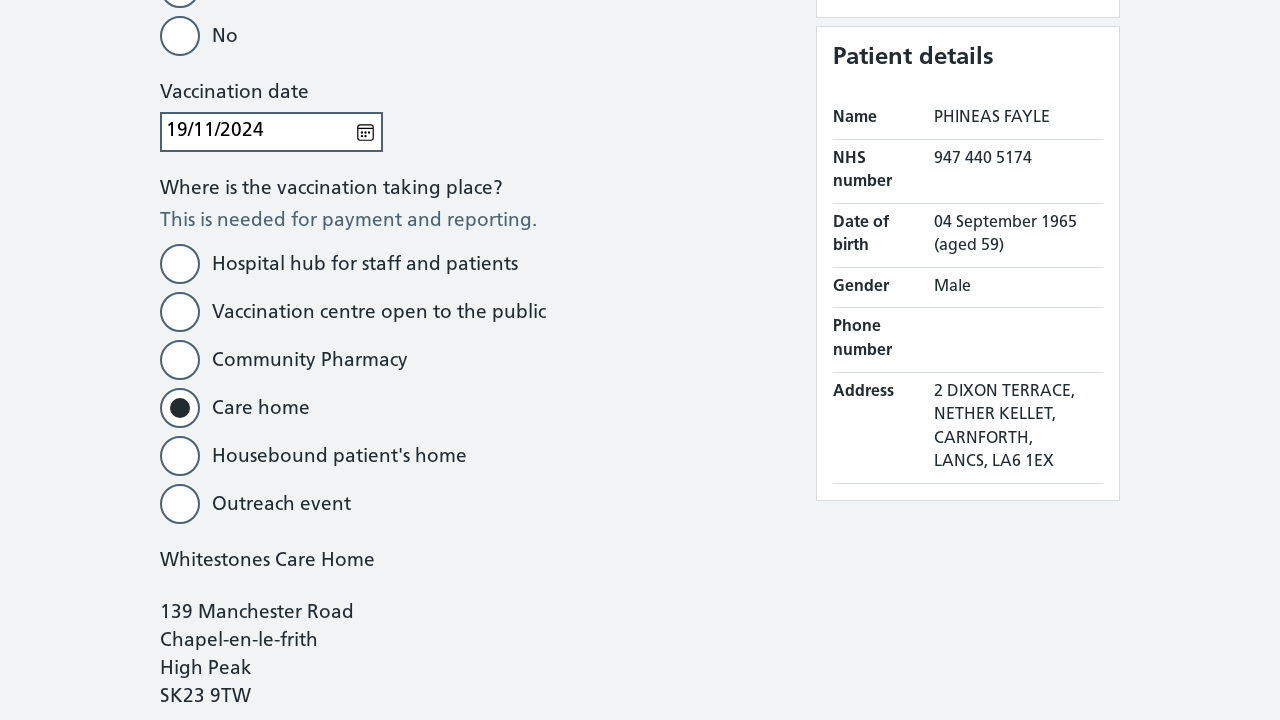 No
Vaccination date
19/11/2024
Where is the vaccination taking place?
This is needed for payment and reporting.
Hospital hub for staff and patients
Vaccination centre open to the public
Community Pharmacy
Care home
Housebound patient's home
Outreach event
Whitestones Care Home
139 Manchester Road
Chapel-en-le-frith
High Peak
SK23 9TW
Patient details
Name PHINEAS FAYLE
NHS number 947 440 5174
Date of birth 04 September 1965 (aged 59)
Gender Male
Phone number
Address 2 DIXON TERRACE,
NETHER KELLET,
CARNFORTH,
LANCS, LA6 1EX